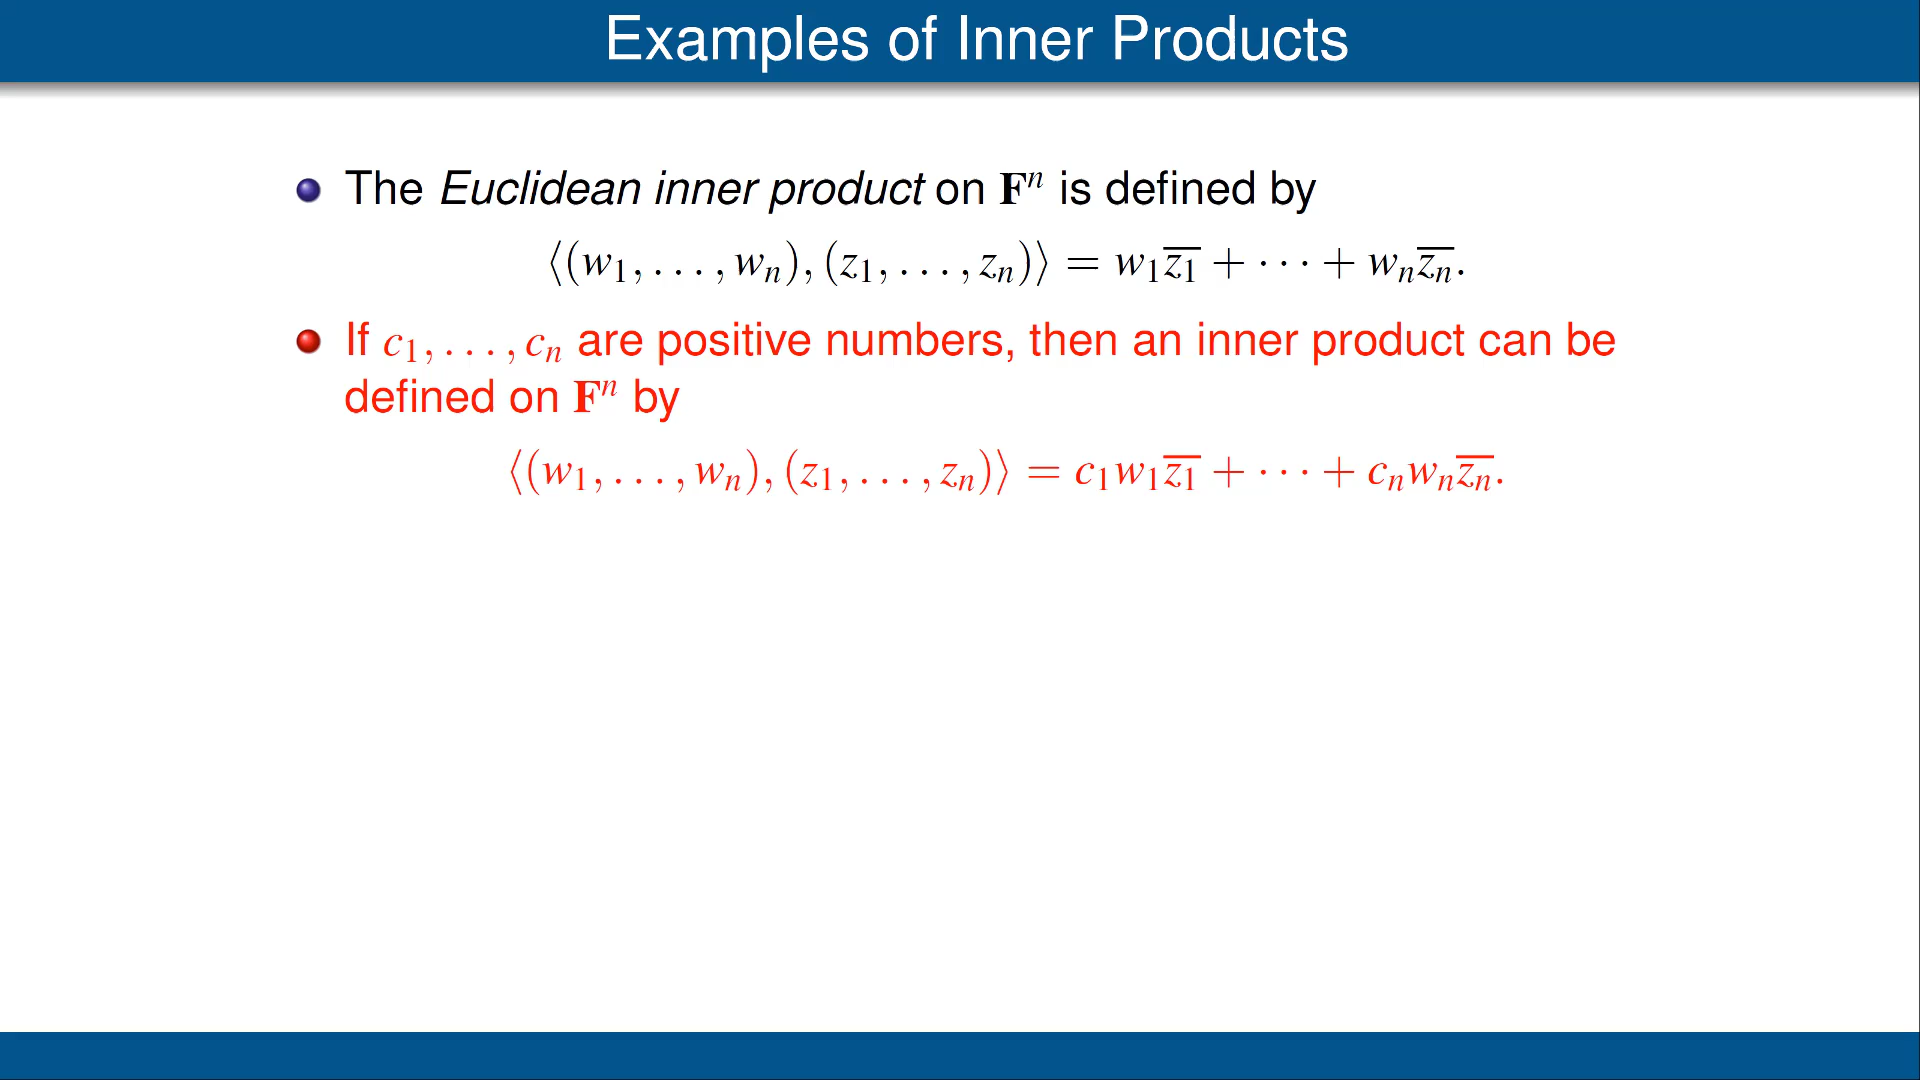 Examples of Inner Products
The Euclidean inner product on Fⁿ is defined by
⟨(w₁, . . . , wₙ), (z₁, . . . , zₙ)⟩ = w₁z̅₁ + · · · + wₙz̅ₙ.
If c₁, . . . , cₙ are positive numbers, then an inner product can be
defined on Fⁿ by
⟨(w₁, . . . , wₙ), (z₁, . . . , zₙ)⟩ = c₁w₁z̅₁ + · · · + cₙwₙz̅ₙ.